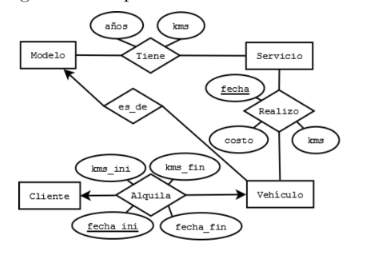 años
kms
Modelo
Tiene
Servicio
fecha
es_de
Realizo
costo
kms
kms_ini
kms_fin
Cliente
Alquila
Vehículo
fecha_ini
fecha_fin